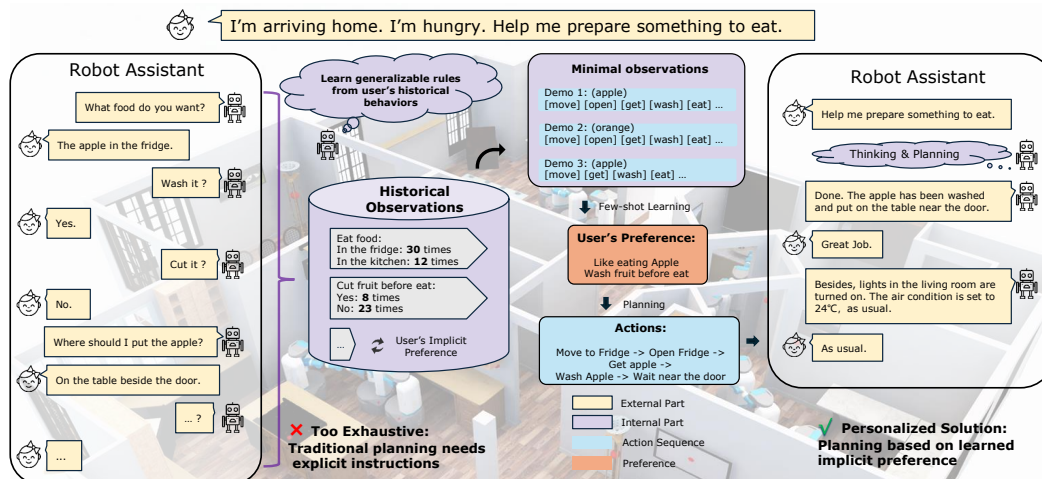 I'm arriving home. I'm hungry. Help me prepare something to eat.
Robot Assistant
What food do you want?
The apple in the fridge.
Wash it ?
Yes.
Cut it ?
No.
Where should I put the apple?
On the table beside the door.
... ?
...
Learn generalizable rules
from user's historical
behaviors
Historical
Observations
Eat food:
In the fridge: 30 times
In the kitchen: 12 times
Cut fruit before eat:
Yes: 8 times
No: 23 times
...
User's Implicit
Preference
❌ Too Exhaustive:
Traditional planning needs
explicit instructions
Minimal observations
Demo 1: (apple)
[move] [open] [get] [wash] [eat] ...
Demo 2: (orange)
[move] [open] [get] [wash] [eat] ...
Demo 3: (apple)
[move] [get] [wash] [eat] ...
Few-shot Learning
User's Preference:
Like eating Apple
Wash fruit before eat
Planning
Actions:
Move to Fridge -> Open Fridge ->
Get apple ->
Wash Apple -> Wait near the door
External Part
Internal Part
Action Sequence
Preference
Robot Assistant
Help me prepare something to eat.
Thinking & Planning
Done. The apple has been washed
and put on the table near the door.
Great Job.
Besides, lights in the living room are
turned on. The air condition is set to
24℃, as usual.
As usual.
√ Personalized Solution:
Planning based on learned
implicit preference